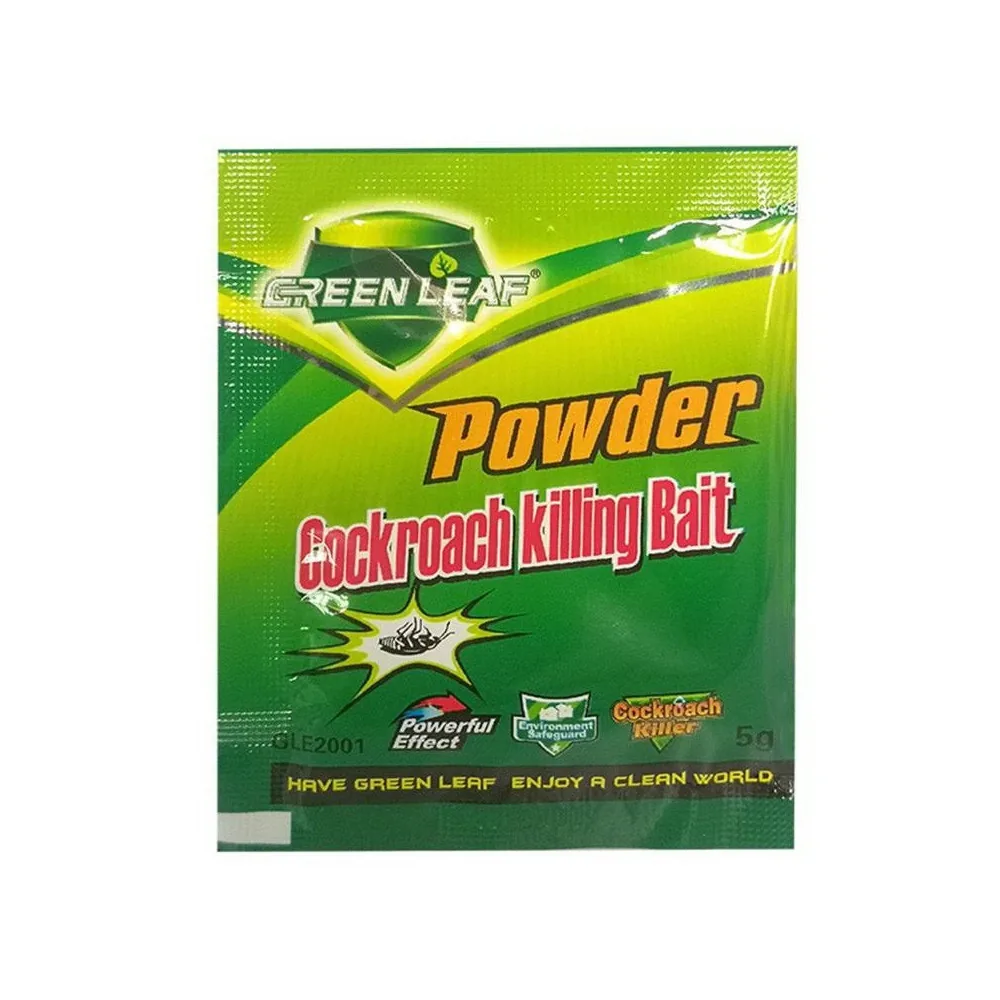 GREEN LEAF®
Powder
Cockroach Killing Bait
Powerful
Effect
Environment
Safeguard
Cockroach
Killer
GLE2001
5g
HAVE GREEN LEAF ENJOY A CLEAN WORLD